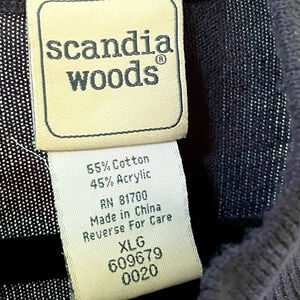 scandia
woods®
55% Cotton
45% Acrylic
RN 81700
Made in China
Reverse For Care
XLG
609679
0020